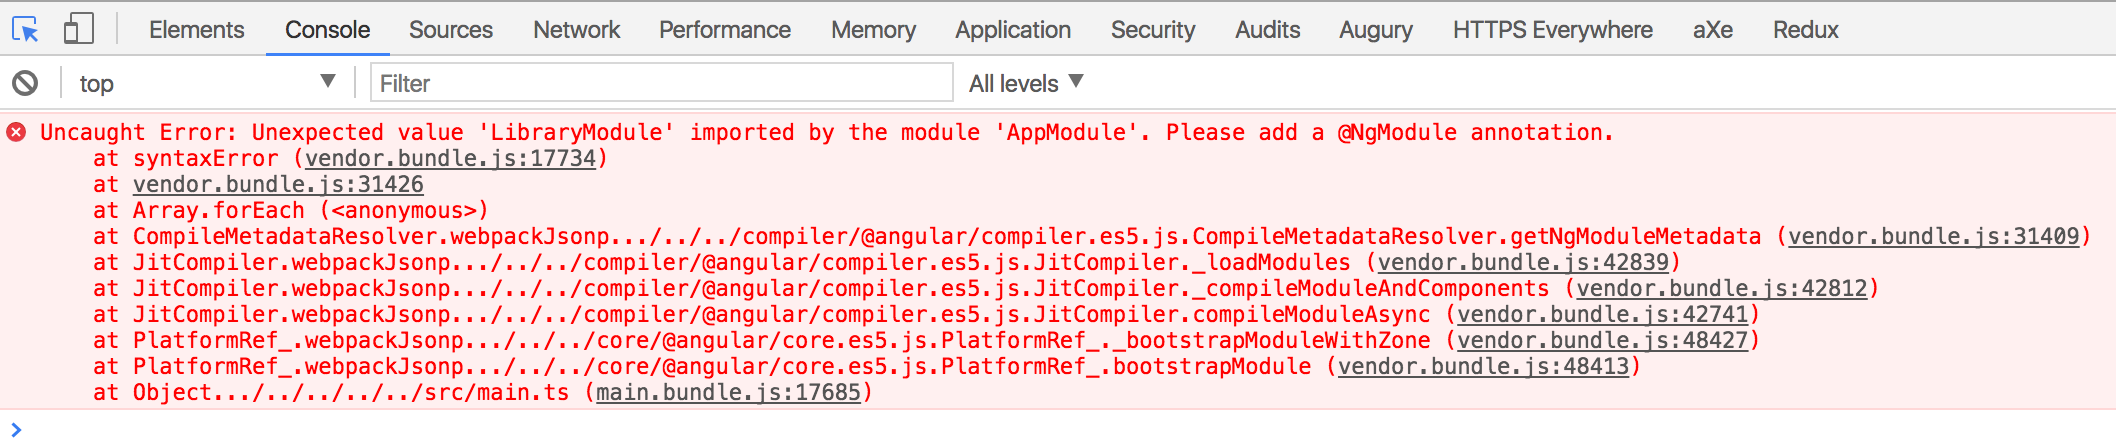 Elements Console Sources Network Performance Memory Application Security Audits Augury HTTPS Everywhere aXe Redux
top Filter All levels
Uncaught Error: Unexpected value 'LibraryModule' imported by the module 'AppModule'. Please add a @NgModule annotation.
at syntaxError (vendor.bundle.js:17734)
at vendor.bundle.js:31426
at Array.forEach (<anonymous>)
at CompileMetadataResolver.webpackJsonp.../../../compiler/@angular/compiler.es5.js.CompileMetadataResolver.getNgModuleMetadata (vendor.bundle.js:31409)
at JitCompiler.webpackJsonp.../../../compiler/@angular/compiler.es5.js.JitCompiler._loadModules (vendor.bundle.js:42839)
at JitCompiler.webpackJsonp.../../../compiler/@angular/compiler.es5.js.JitCompiler._compileModuleAndComponents (vendor.bundle.js:42812)
at JitCompiler.webpackJsonp.../../../compiler/@angular/compiler.es5.js.JitCompiler.compileModuleAsync (vendor.bundle.js:42741)
at PlatformRef_.webpackJsonp.../../../core/@angular/core.es5.js.PlatformRef_._bootstrapModuleWithZone (vendor.bundle.js:48427)
at PlatformRef_.webpackJsonp.../../../core/@angular/core.es5.js.PlatformRef_.bootstrapModule (vendor.bundle.js:48413)
at Object.../../../../../src/main.ts (main.bundle.js:17685)